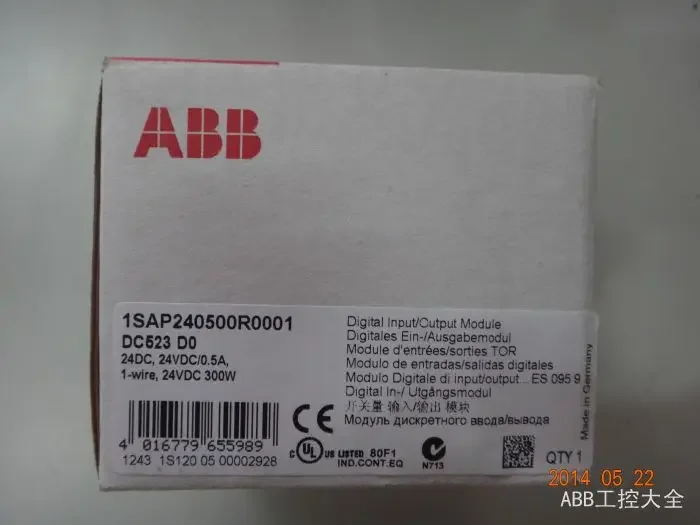 ABB
1SAP240500R0001
DC523 D0
24DC, 24VDC/0.5A,
1-wire, 24VDC 300W
Digital Input/Output Module
Digitales Ein-/Ausgabemodul
Module d'entrées/sorties TOR
Modulo de entradas/salidas digitales
Modulo Digitale di input/output... ES 095 9
Digital In-/ Utgångsmodul
开关量 输入/输出 模块
Модуль дискретного ввода/вывода
Made in Germany
4 016779 655989
1243 1S120 05 00002928
CE
C UL US LISTED 80F1
IND.CONT.EQ
N713
QTY 1
2014 05 22
ABB工控大全